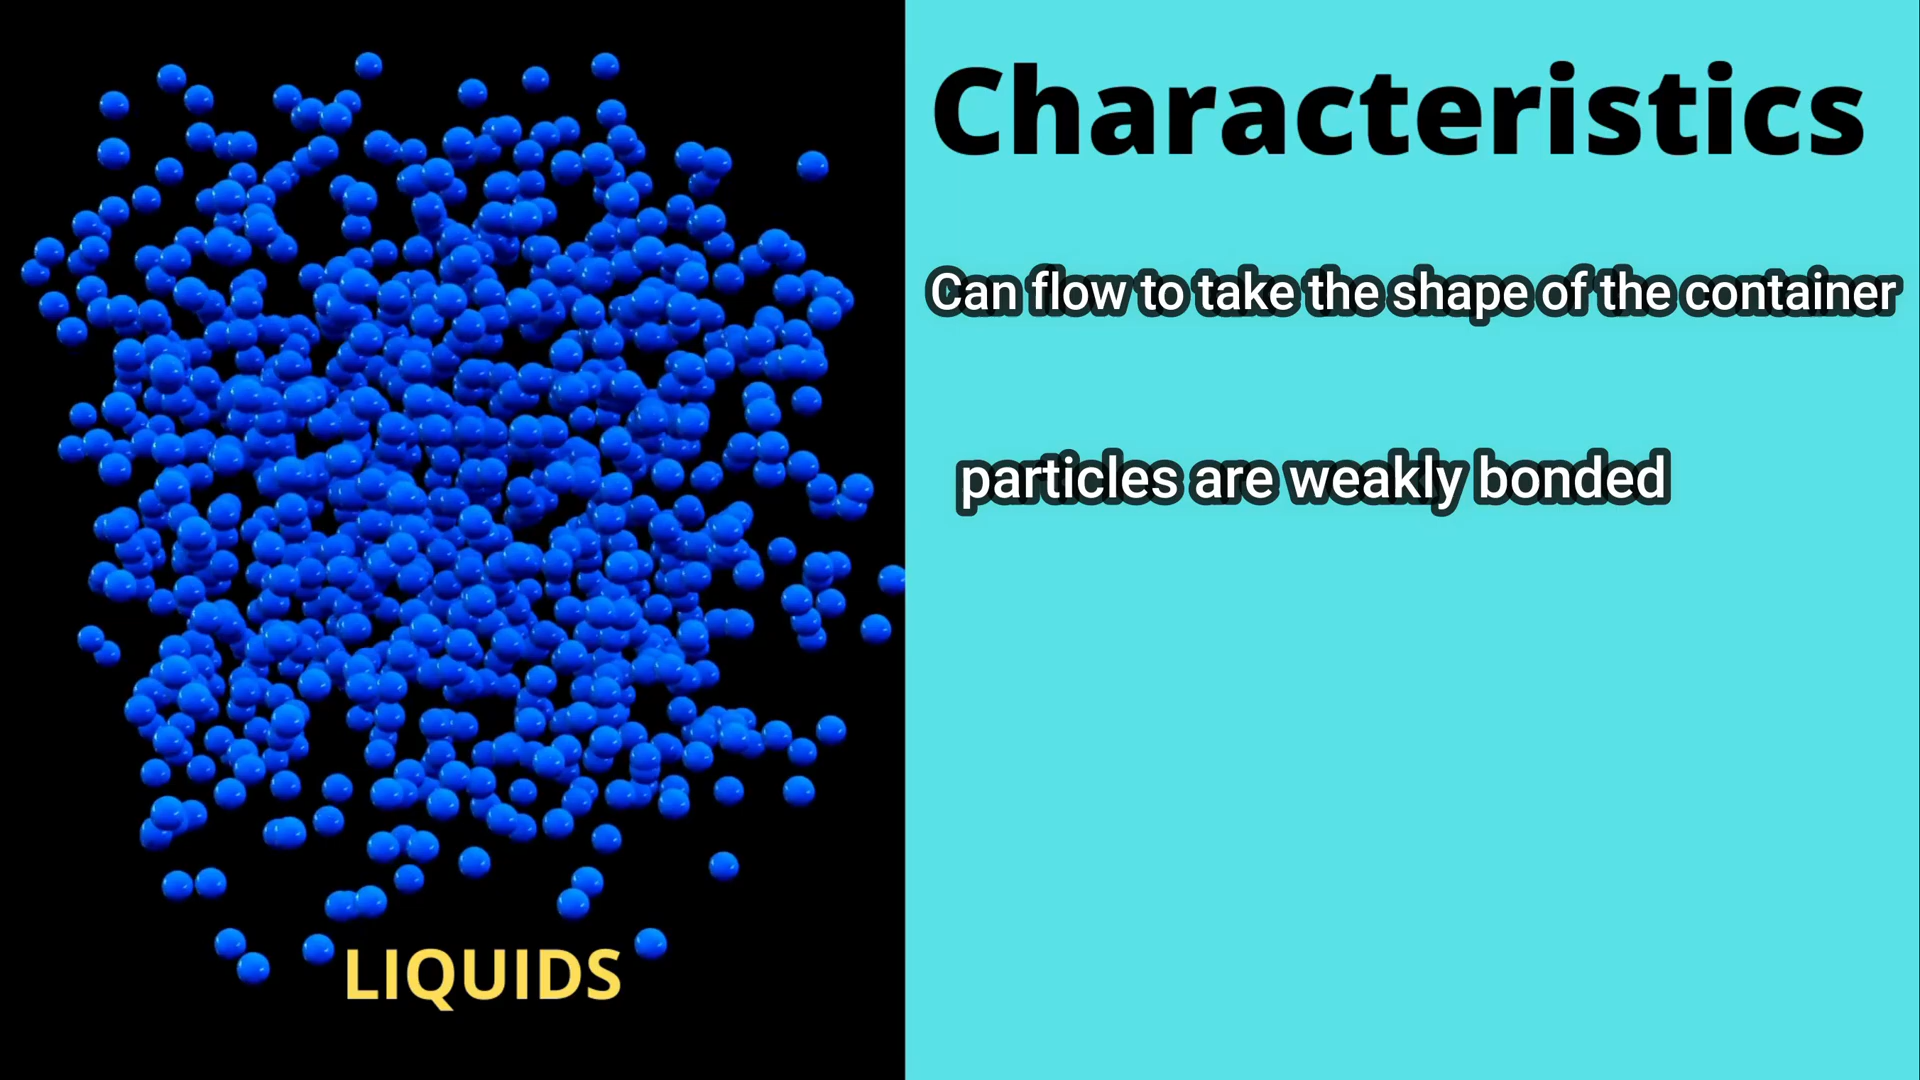 Characteristics
Can flow to take the shape of the container
particles are weakly bonded
LIQUIDS